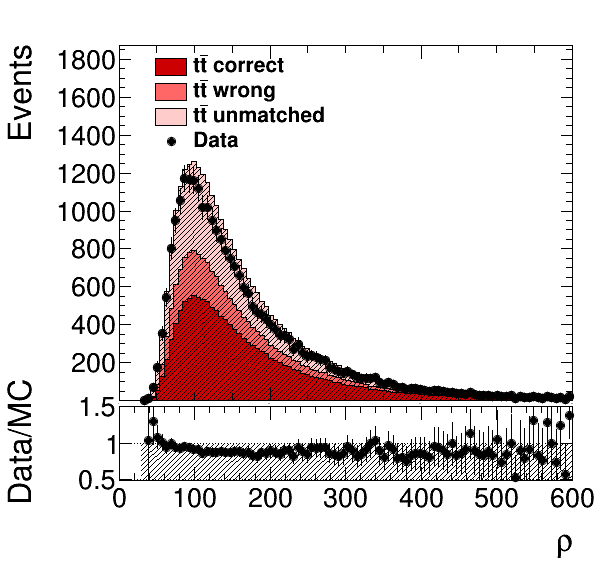 Events
1800
1600
1400
1200
1000
800
600
400
200
tt̄ correct
tt̄ wrong
tt̄ unmatched
Data
Data/MC
1.5
1
0.5
0 100 200 300 400 500 600
ρ